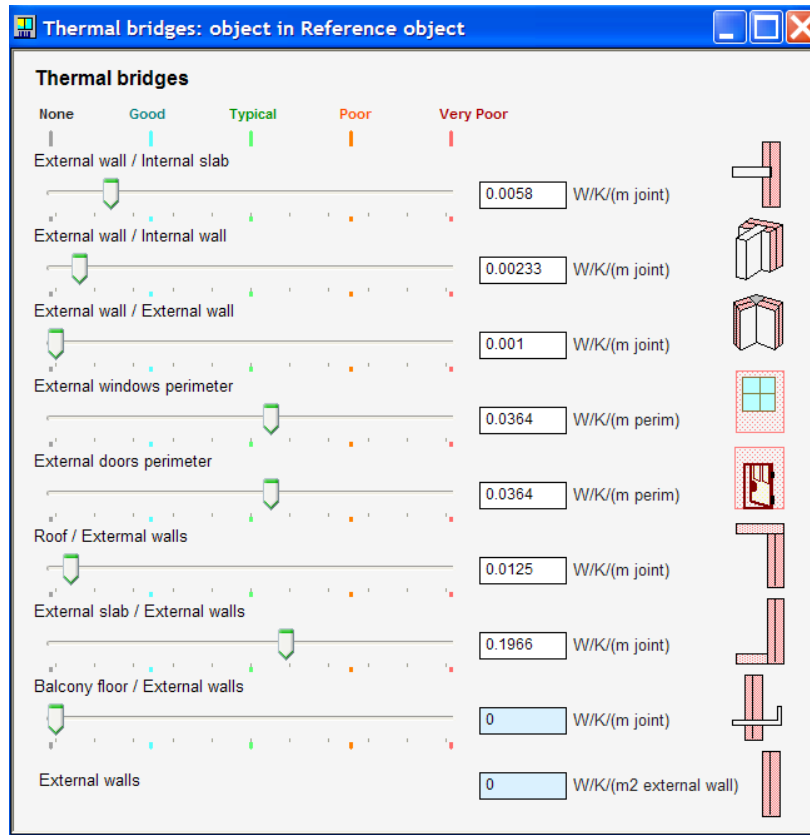 Thermal bridges: object in Reference object
Thermal bridges
None Good Typical Poor Very Poor
External wall / Internal slab
0.0058 W/K/(m joint)
External wall / Internal wall
0.00233 W/K/(m joint)
External wall / External wall
0.001 W/K/(m joint)
External windows perimeter
0.0364 W/K/(m perim)
External doors perimeter
0.0364 W/K/(m perim)
Roof / Extermal walls
0.0125 W/K/(m joint)
External slab / External walls
0.1966 W/K/(m joint)
Balcony floor / External walls
0 W/K/(m joint)
External walls 0 W/K/(m2 external wall)